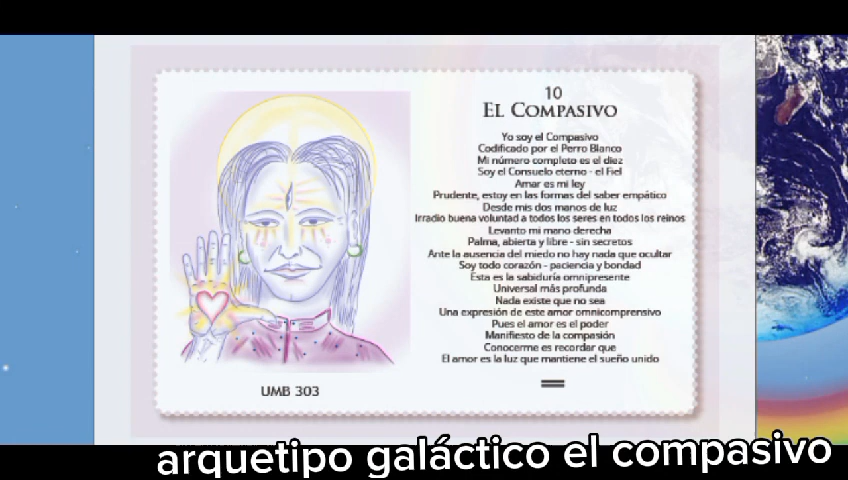 10
EL COMPASIVO
Yo soy el Compasivo
Codificado por el Perro Blanco
Mi número completo es el diez
Soy el Consuelo eterno - el Fiel
Amar es mi ley
Prudente, estoy en las formas del saber empático
Desde mis dos manos de luz
Irradio buena voluntad a todos los seres en todos los reinos
Levanto mi mano derecha
Palma, abierta y libre - sin secretos
Ante la ausencia del miedo no hay nada que ocultar
Soy todo corazón - paciencia y bondad
Esta es la sabiduría omnipresente
Universal más profunda
Nada existe que no sea
Una expresión de este amor omnicomprensivo
Pues el amor es el poder
Manifiesto de la compasión
Conocerme es recordar que
El amor es la luz que mantiene el sueño unido
UMB 303
arquetipo galáctico el compasivo